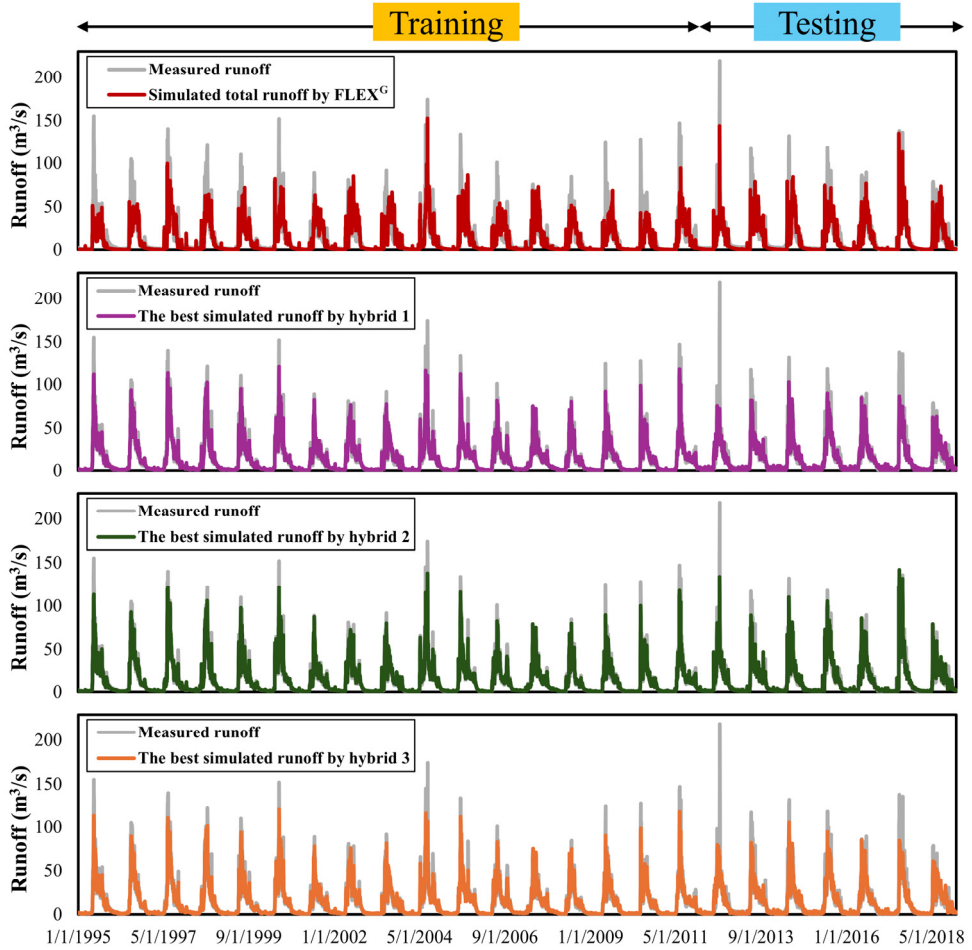 Training
Testing
Runoff (m³/s)
200
150
100
50
0
Measured runoff
Simulated total runoff by FLEXᴳ
Runoff (m³/s)
200
150
100
50
0
Measured runoff
The best simulated runoff by hybrid 1
Runoff (m³/s)
200
150
100
50
0
Measured runoff
The best simulated runoff by hybrid 2
Runoff (m³/s)
200
150
100
50
0
Measured runoff
The best simulated runoff by hybrid 3
1/1/1995 5/1/1997 9/1/1999 1/1/2002 5/1/2004 9/1/2006 1/1/2009 5/1/2011 9/1/2013 1/1/2016 5/1/2018